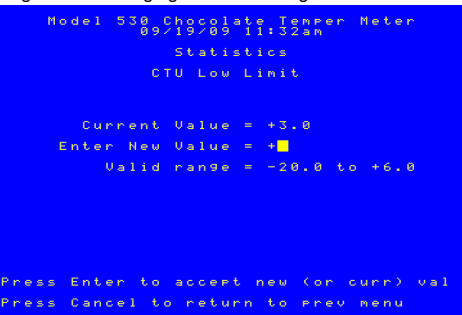 Model 530 Chocolate Temper Meter
09/19/09 11:32am
Statistics
CTU Low Limit
Current Value = +3.0
Enter New Value = +
Valid range = -20.0 to +6.0
Press Enter to accept new (or curr) val
Press Cancel to return to prev menu